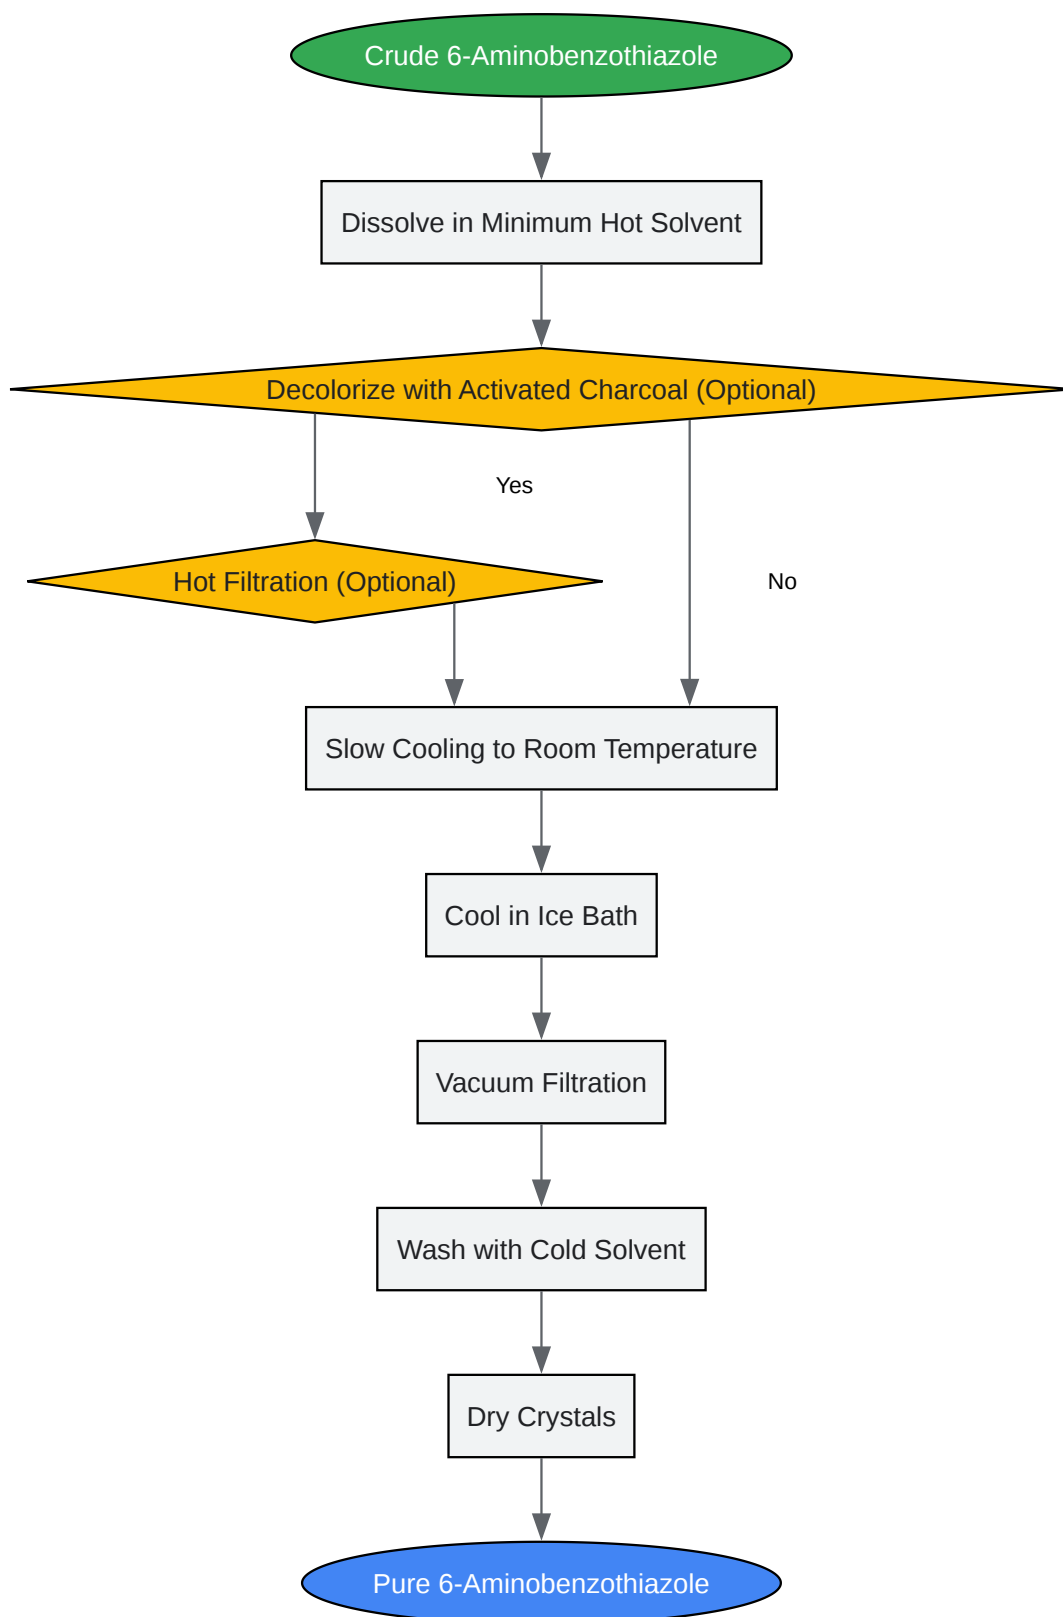 Crude 6-Aminobenzothiazole
Dissolve in Minimum Hot Solvent
Decolorize with Activated Charcoal (Optional)
Yes
Hot Filtration (Optional)
No
Slow Cooling to Room Temperature
Cool in Ice Bath
Vacuum Filtration
Wash with Cold Solvent
Dry Crystals
Pure 6-Aminobenzothiazole